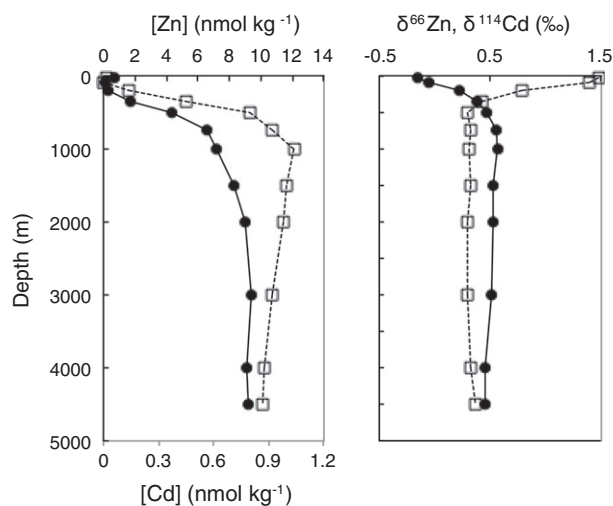 [Zn] (nmol kg⁻¹)
δ⁶⁶Zn, δ¹¹⁴Cd (‰)
0 2 4 6 8 10 12 14
-0.5 0.5 1.5
0
1000
2000
3000
4000
5000
Depth (m)
0 0.3 0.6 0.9 1.2
[Cd] (nmol kg⁻¹)